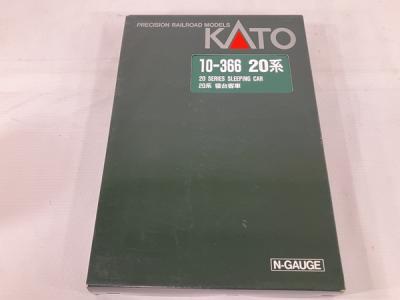 PRECISION RAILROAD MODELS
KATO
10-366 20系
20 SERIES SLEEPING CAR
20系 寝台客車
N-GAUGE